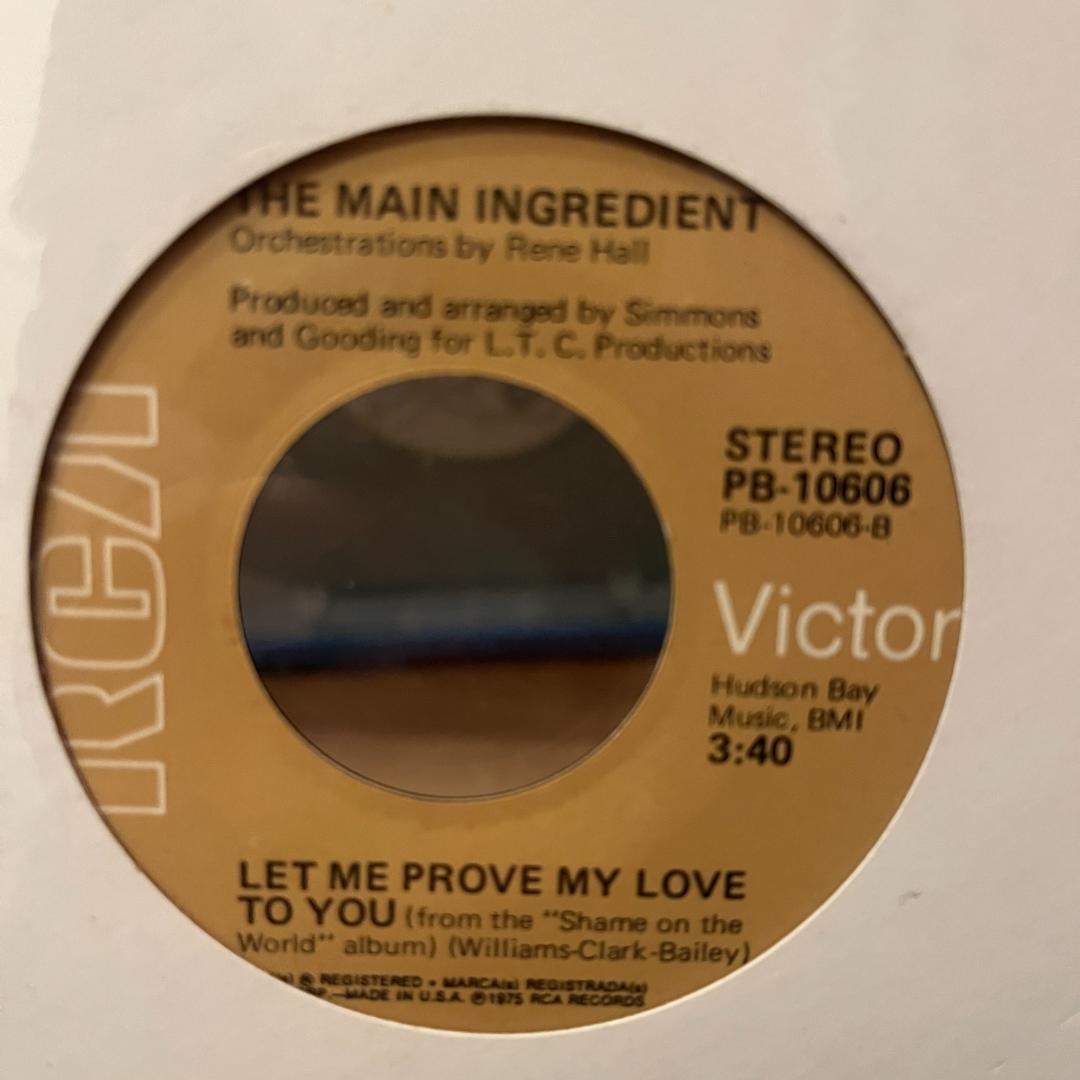 THE MAIN INGREDIENT
Orchestrations by Rene Hall
Produced and arranged by Simmons
and Gooding for L.T.C. Productions
RCA
STEREO
PB-10606
PB-10606-B
Victor
Hudson Bay
Music, BMI
3:40
LET ME PROVE MY LOVE
TO YOU (from the "Shame on the
World" album) (Williams-Clark-Bailey)
® REGISTERED • MARCA(s) REGISTRADA(s)
—MADE IN U.S.A. ℗1975 RCA RECORDS